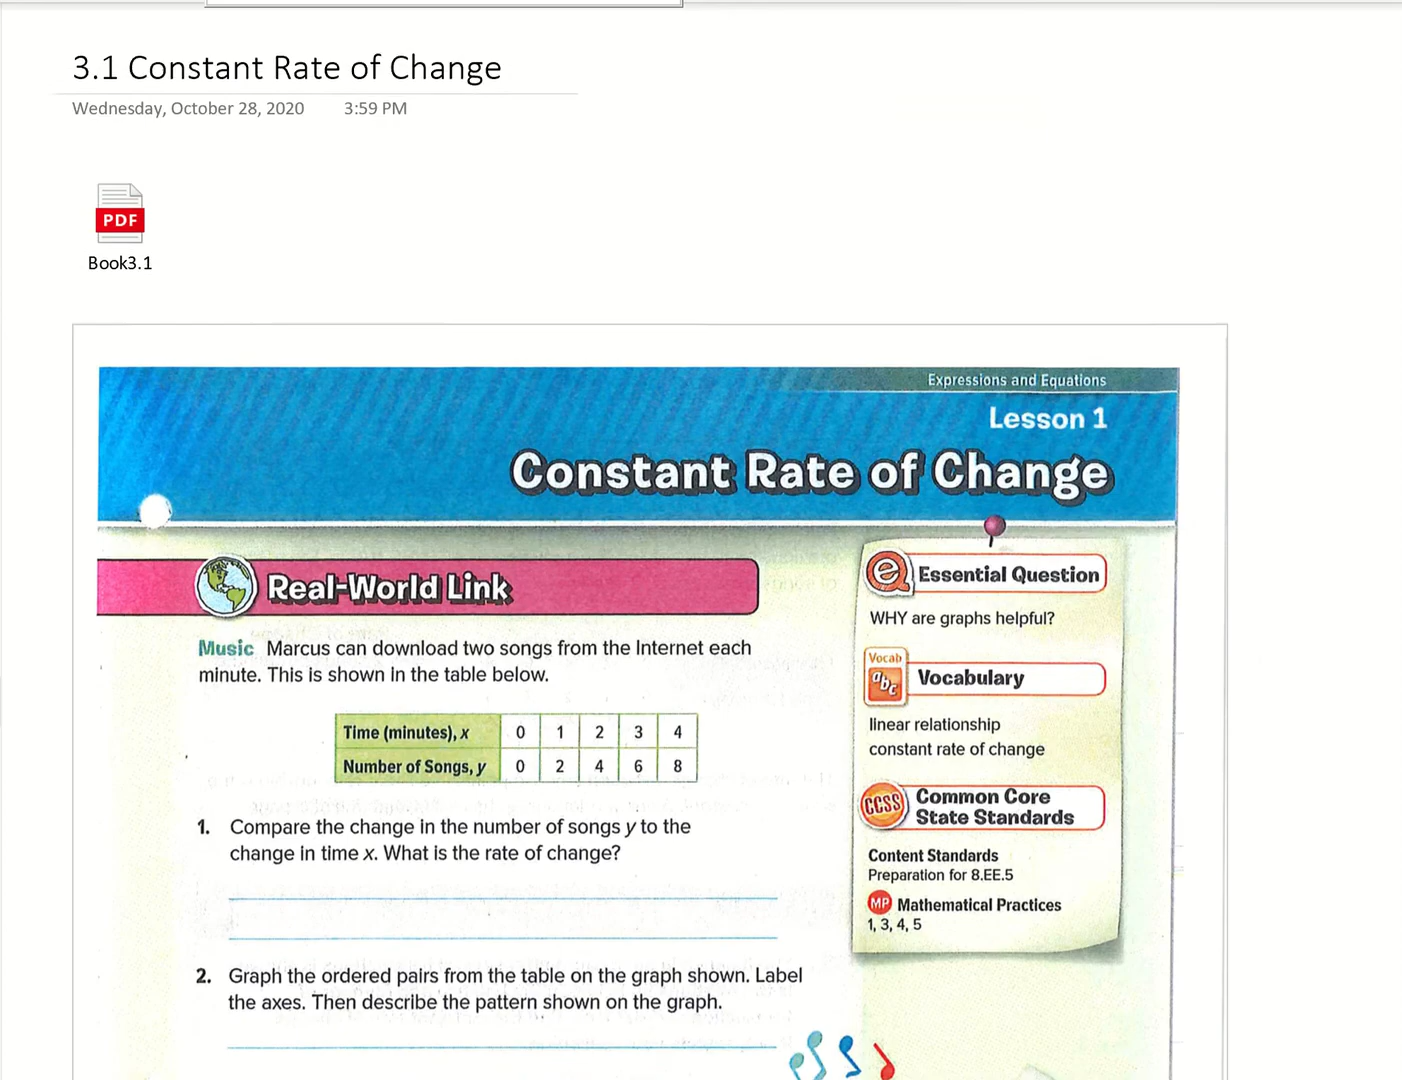 3.1 Constant Rate of Change
Wednesday, October 28, 2020 3:59 PM
PDF
Book3.1
Expressions and Equations
Lesson 1
Constant Rate of Change
Real-World Link
Music Marcus can download two songs from the Internet each
minute. This is shown in the table below.
Time (minutes), x 0 1 2 3 4
Number of Songs, y 0 2 4 6 8
1. Compare the change in the number of songs y to the
change in time x. What is the rate of change?
2. Graph the ordered pairs from the table on the graph shown. Label
the axes. Then describe the pattern shown on the graph.
e Essential Question
WHY are graphs helpful?
Vocab
abc Vocabulary
linear relationship
constant rate of change
CCSS Common Core
State Standards
Content Standards
Preparation for 8.EE.5
MP Mathematical Practices
1, 3, 4, 5